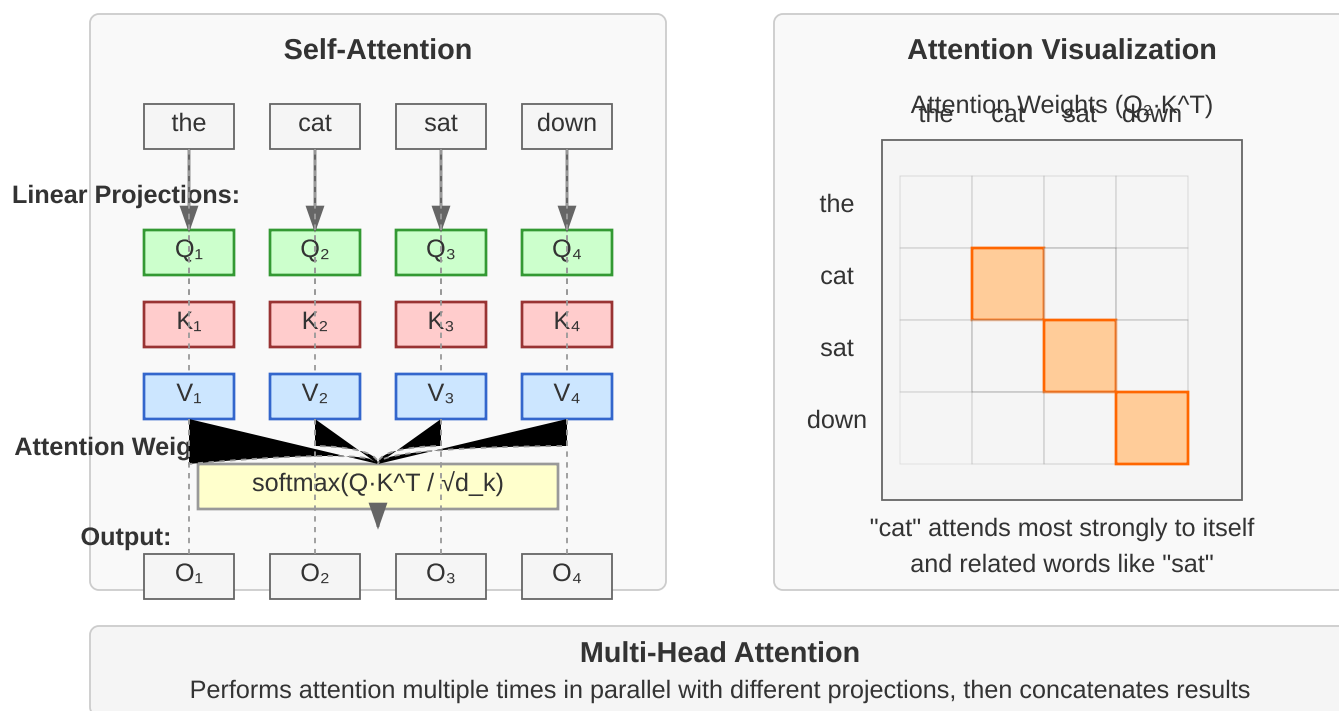 Self-Attention
the cat sat down
Linear Projections:
Q₁ Q₂ Q₃ Q₄
K₁ K₂ K₃ K₄
V₁ V₂ V₃ V₄
Attention Weig
softmax(Q·K^T / √d_k)
Output:
O₁ O₂ O₃ O₄
Attention Visualization
Attention Weights (Q₂·K^T)
the cat sat down
the
cat
sat
down
"cat" attends most strongly to itself
and related words like "sat"
Multi-Head Attention
Performs attention multiple times in parallel with different projections, then concatenates results